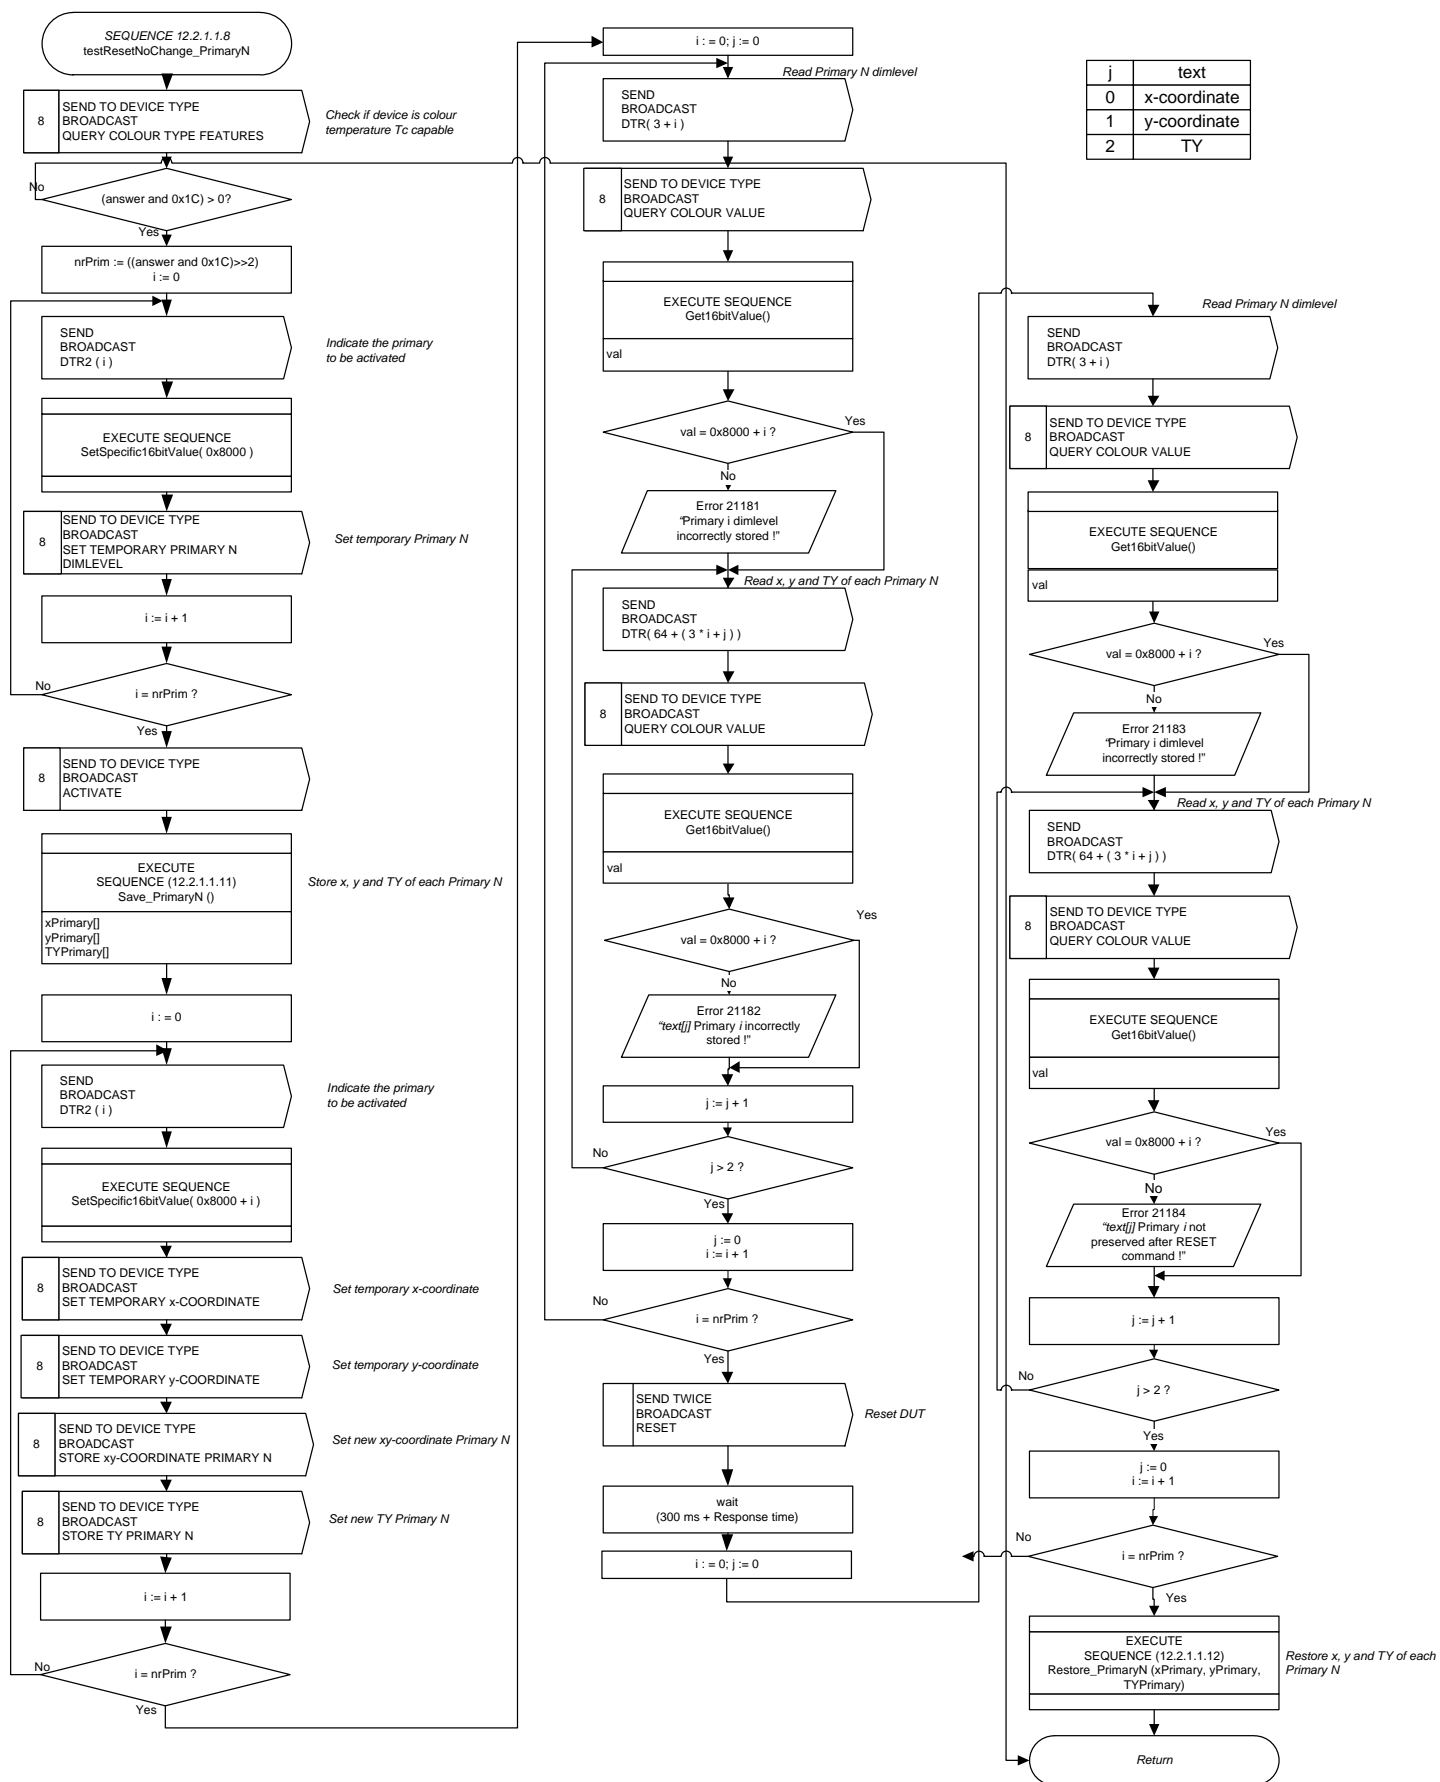 SEQUENCE 12.2.1.1.8
testResetNoChange_PrimaryN
8
SEND TO DEVICE TYPE
BROADCAST
QUERY COLOUR TYPE FEATURES
Check if device is colour
temperature Tc capable
No
(answer and 0x1C) > 0?
Yes
nrPrim := ((answer and 0x1C)>>2)
i := 0
SEND
BROADCAST
DTR2 ( i )
Indicate the primary
to be activated
EXECUTE SEQUENCE
SetSpecific16bitValue( 0x8000 )
8
SEND TO DEVICE TYPE
BROADCAST
SET TEMPORARY PRIMARY N
DIMLEVEL
Set temporary Primary N
i := i + 1
No
i = nrPrim ?
Yes
8
SEND TO DEVICE TYPE
BROADCAST
ACTIVATE
EXECUTE
SEQUENCE (12.2.1.1.11)
Save_PrimaryN ()
xPrimary[]
yPrimary[]
TYPrimary[]
Store x, y and TY of each Primary N
i : = 0
SEND
BROADCAST
DTR2 ( i )
Indicate the primary
to be activated
EXECUTE SEQUENCE
SetSpecific16bitValue( 0x8000 + i )
8
SEND TO DEVICE TYPE
BROADCAST
SET TEMPORARY x-COORDINATE
Set temporary x-coordinate
8
SEND TO DEVICE TYPE
BROADCAST
SET TEMPORARY y-COORDINATE
Set temporary y-coordinate
8
SEND TO DEVICE TYPE
BROADCAST
STORE xy-COORDINATE PRIMARY N
Set new xy-coordinate Primary N
8
SEND TO DEVICE TYPE
BROADCAST
STORE TY PRIMARY N
Set new TY Primary N
i := i + 1
No
i = nrPrim ?
Yes
i : = 0; j := 0
Read Primary N dimlevel
SEND
BROADCAST
DTR( 3 + i )
8
SEND TO DEVICE TYPE
BROADCAST
QUERY COLOUR VALUE
EXECUTE SEQUENCE
Get16bitValue()
val
Yes
val = 0x8000 + i ?
No
Error 21181
“Primary i dimlevel
incorrectly stored !”
Read x, y and TY of each Primary N
SEND
BROADCAST
DTR( 64 + ( 3 * i + j ) )
8
SEND TO DEVICE TYPE
BROADCAST
QUERY COLOUR VALUE
EXECUTE SEQUENCE
Get16bitValue()
val
Yes
val = 0x8000 + i ?
No
Error 21182
“text[j] Primary i incorrectly
stored !”
j := j + 1
No
j > 2 ?
Yes
j := 0
i := i + 1
No
i = nrPrim ?
Yes
SEND TWICE
BROADCAST
RESET
Reset DUT
wait
(300 ms + Response time)
i : = 0; j := 0
j text
0 x-coordinate
1 y-coordinate
2 TY
Read Primary N dimlevel
SEND
BROADCAST
DTR( 3 + i )
8
SEND TO DEVICE TYPE
BROADCAST
QUERY COLOUR VALUE
EXECUTE SEQUENCE
Get16bitValue()
val
Yes
val = 0x8000 + i ?
No
Error 21183
“Primary i dimlevel
incorrectly stored !”
Read x, y and TY of each Primary N
SEND
BROADCAST
DTR( 64 + ( 3 * i + j ) )
8
SEND TO DEVICE TYPE
BROADCAST
QUERY COLOUR VALUE
EXECUTE SEQUENCE
Get16bitValue()
val
Yes
val = 0x8000 + i ?
No
Error 21184
“text[j] Primary i not
preserved after RESET
command !”
j := j + 1
No
j > 2 ?
Yes
j := 0
i := i + 1
No
i = nrPrim ?
Yes
EXECUTE
SEQUENCE (12.2.1.1.12)
Restore_PrimaryN (xPrimary, yPrimary,
TYPrimary)
Restore x, y and TY of each
Primary N
Return